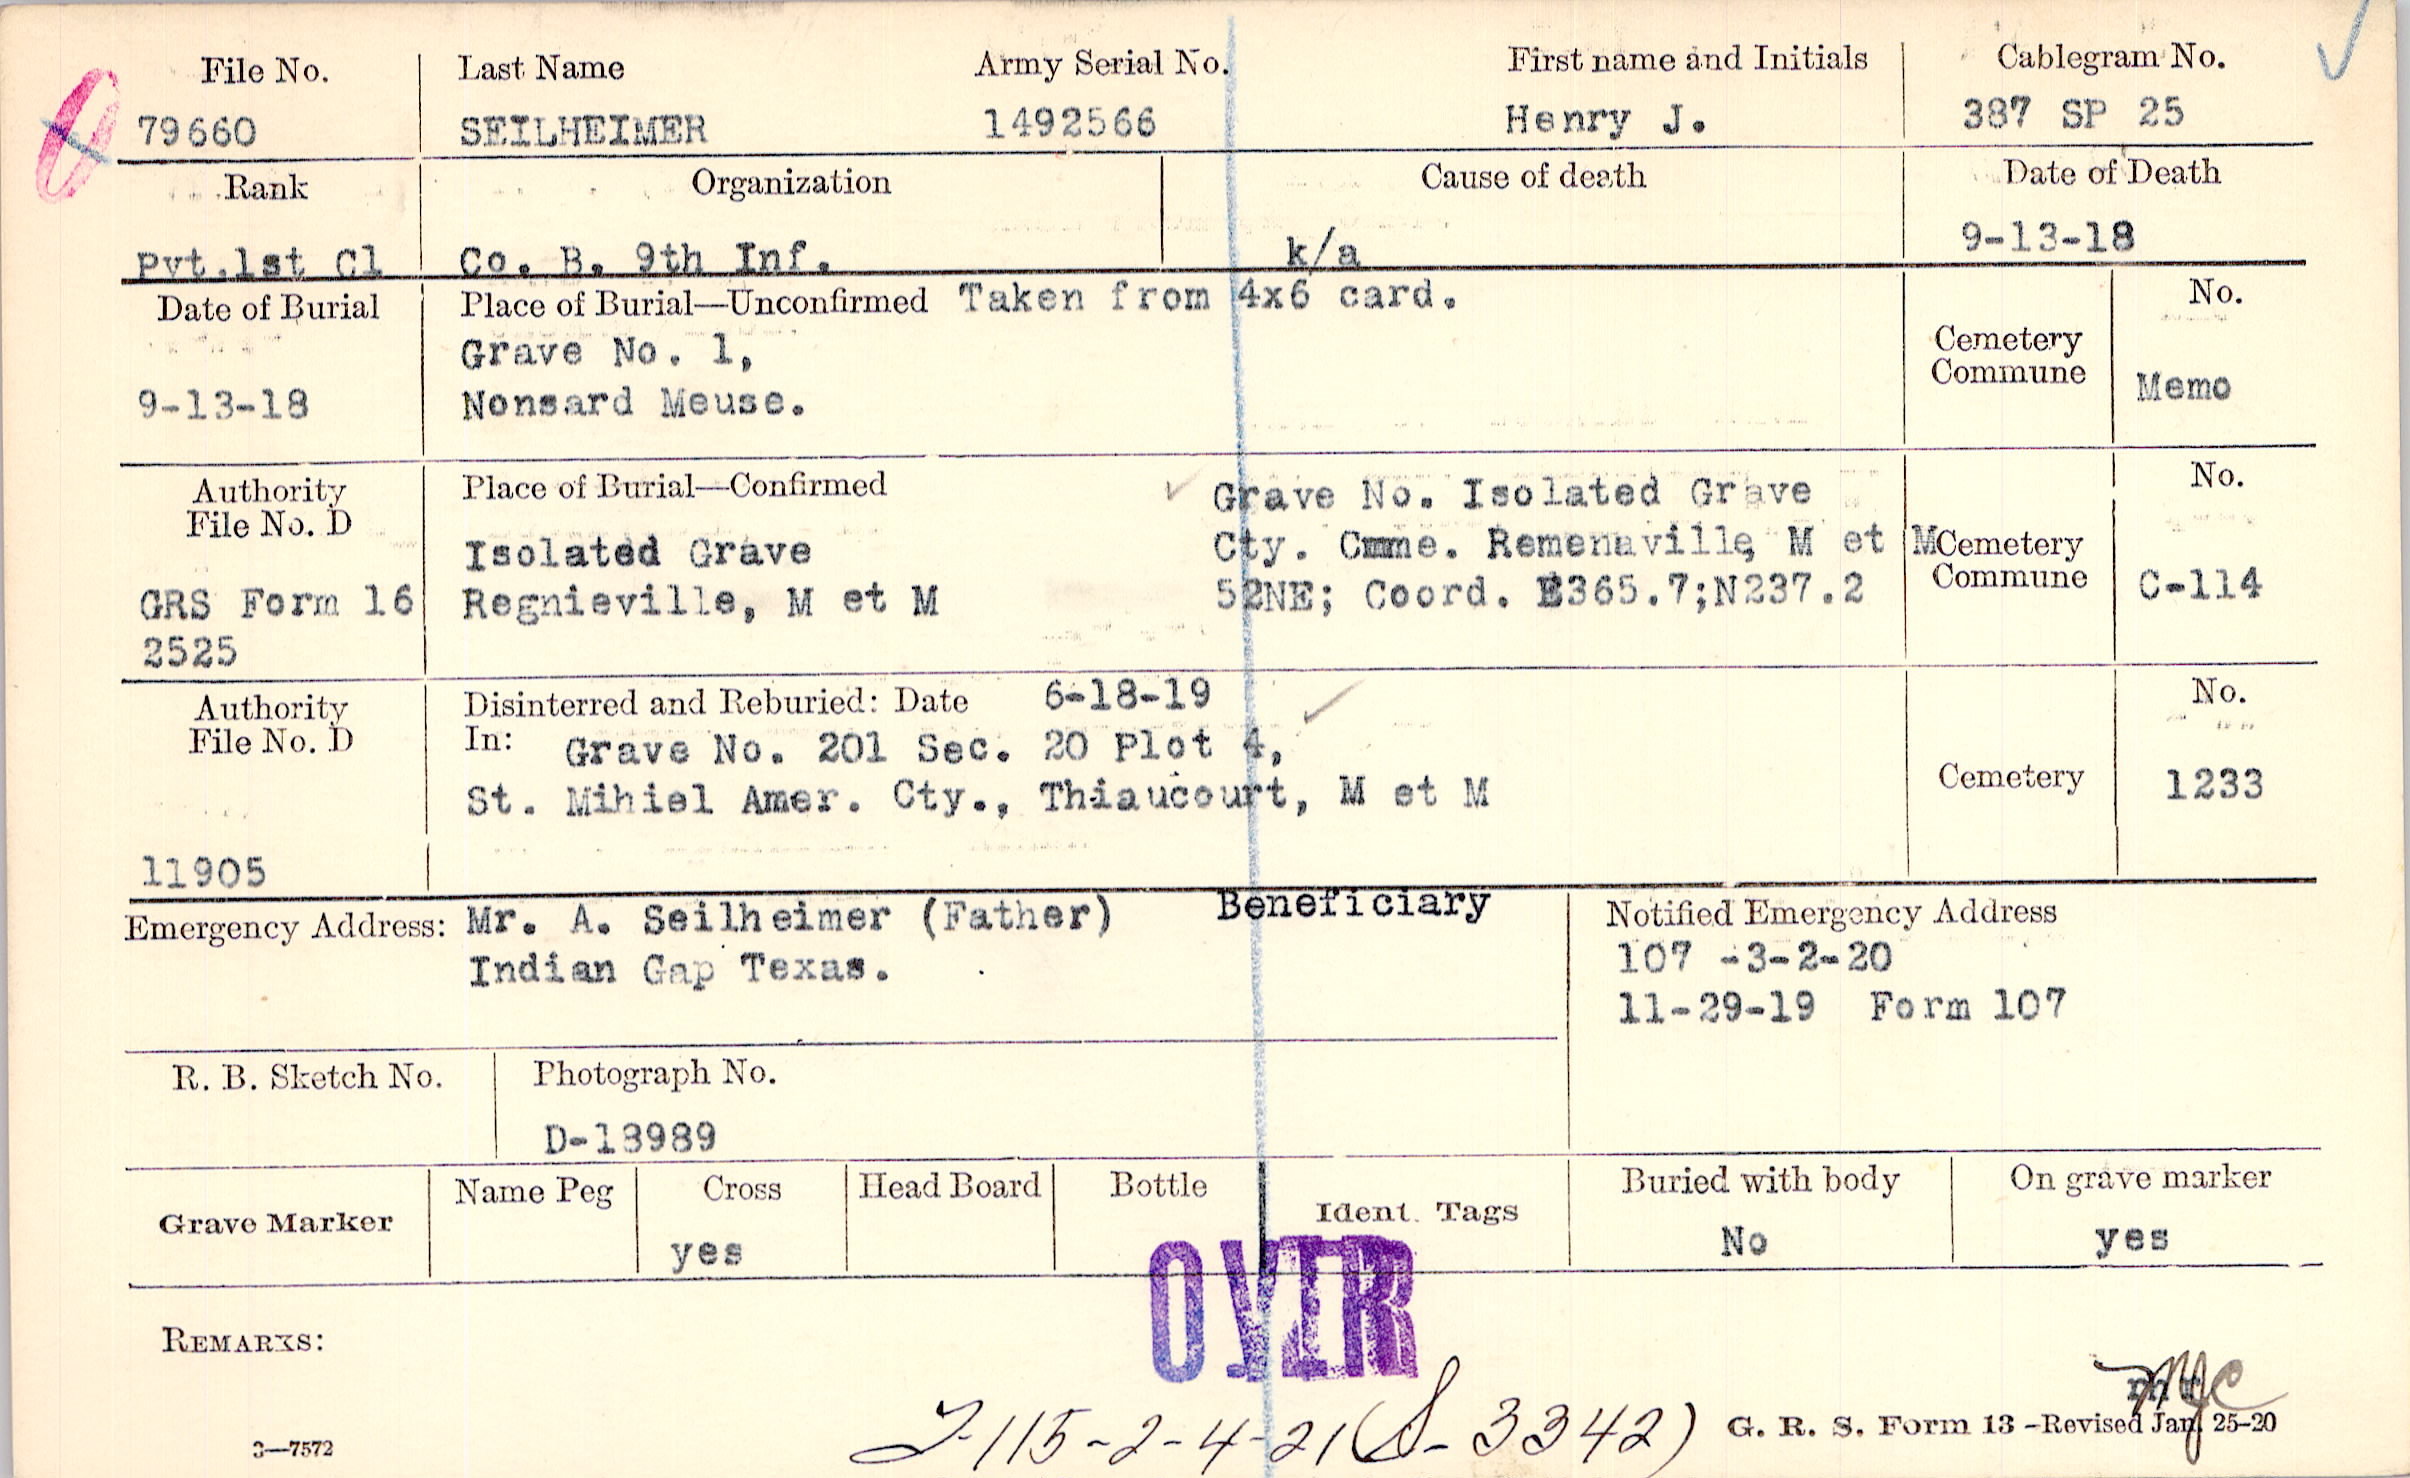 File No. Last Name Army Serial No. First name and Initials Cablegram No.
79660 SEILHEIMER 1492566 Henry J. 387 SP 25
Rank Organization Cause of death Date of Death
Pvt.1st Cl Co. B. 9th Inf. k/a 9-13-18
Date of Burial Place of Burial—Unconfirmed Taken from 4x6 card. No.
Grave No. 1, Cemetery
Commune
9-13-18 Nonsard Meuse. Memo
Authority Place of Burial—Confirmed Grave No. Isolated Grave No.
File No. D
Isolated Grave Cty. Cmme. Remenaville, M et M Cemetery
GRS Form 16 Regnieville, M et M 52NE; Coord. E365.7;N237.2 Commune C-114
2525
Authority Disinterred and Reburied: Date 6-18-19 No.
File No. D In: Grave No. 201 Sec. 20 Plot 4,
St. Mihiel Amer. Cty., Thiaucourt, M et M Cemetery 1233
11905
Emergency Address: Mr. A. Seilheimer (Father) Beneficiary Notified Emergency Address
Indian Gap Texas. 107 -3-2-20
11-29-19 Form 107
R. B. Sketch No. Photograph No.
D-18989
Grave Marker Name Peg Cross Head Board Bottle Ident. Tags Buried with body On grave marker
yes No yes
OVER
REMARKS:
J-115-2-4-21 (S-3342) G. R. S. Form 13 -Revised Jan. 25-20
3—7572